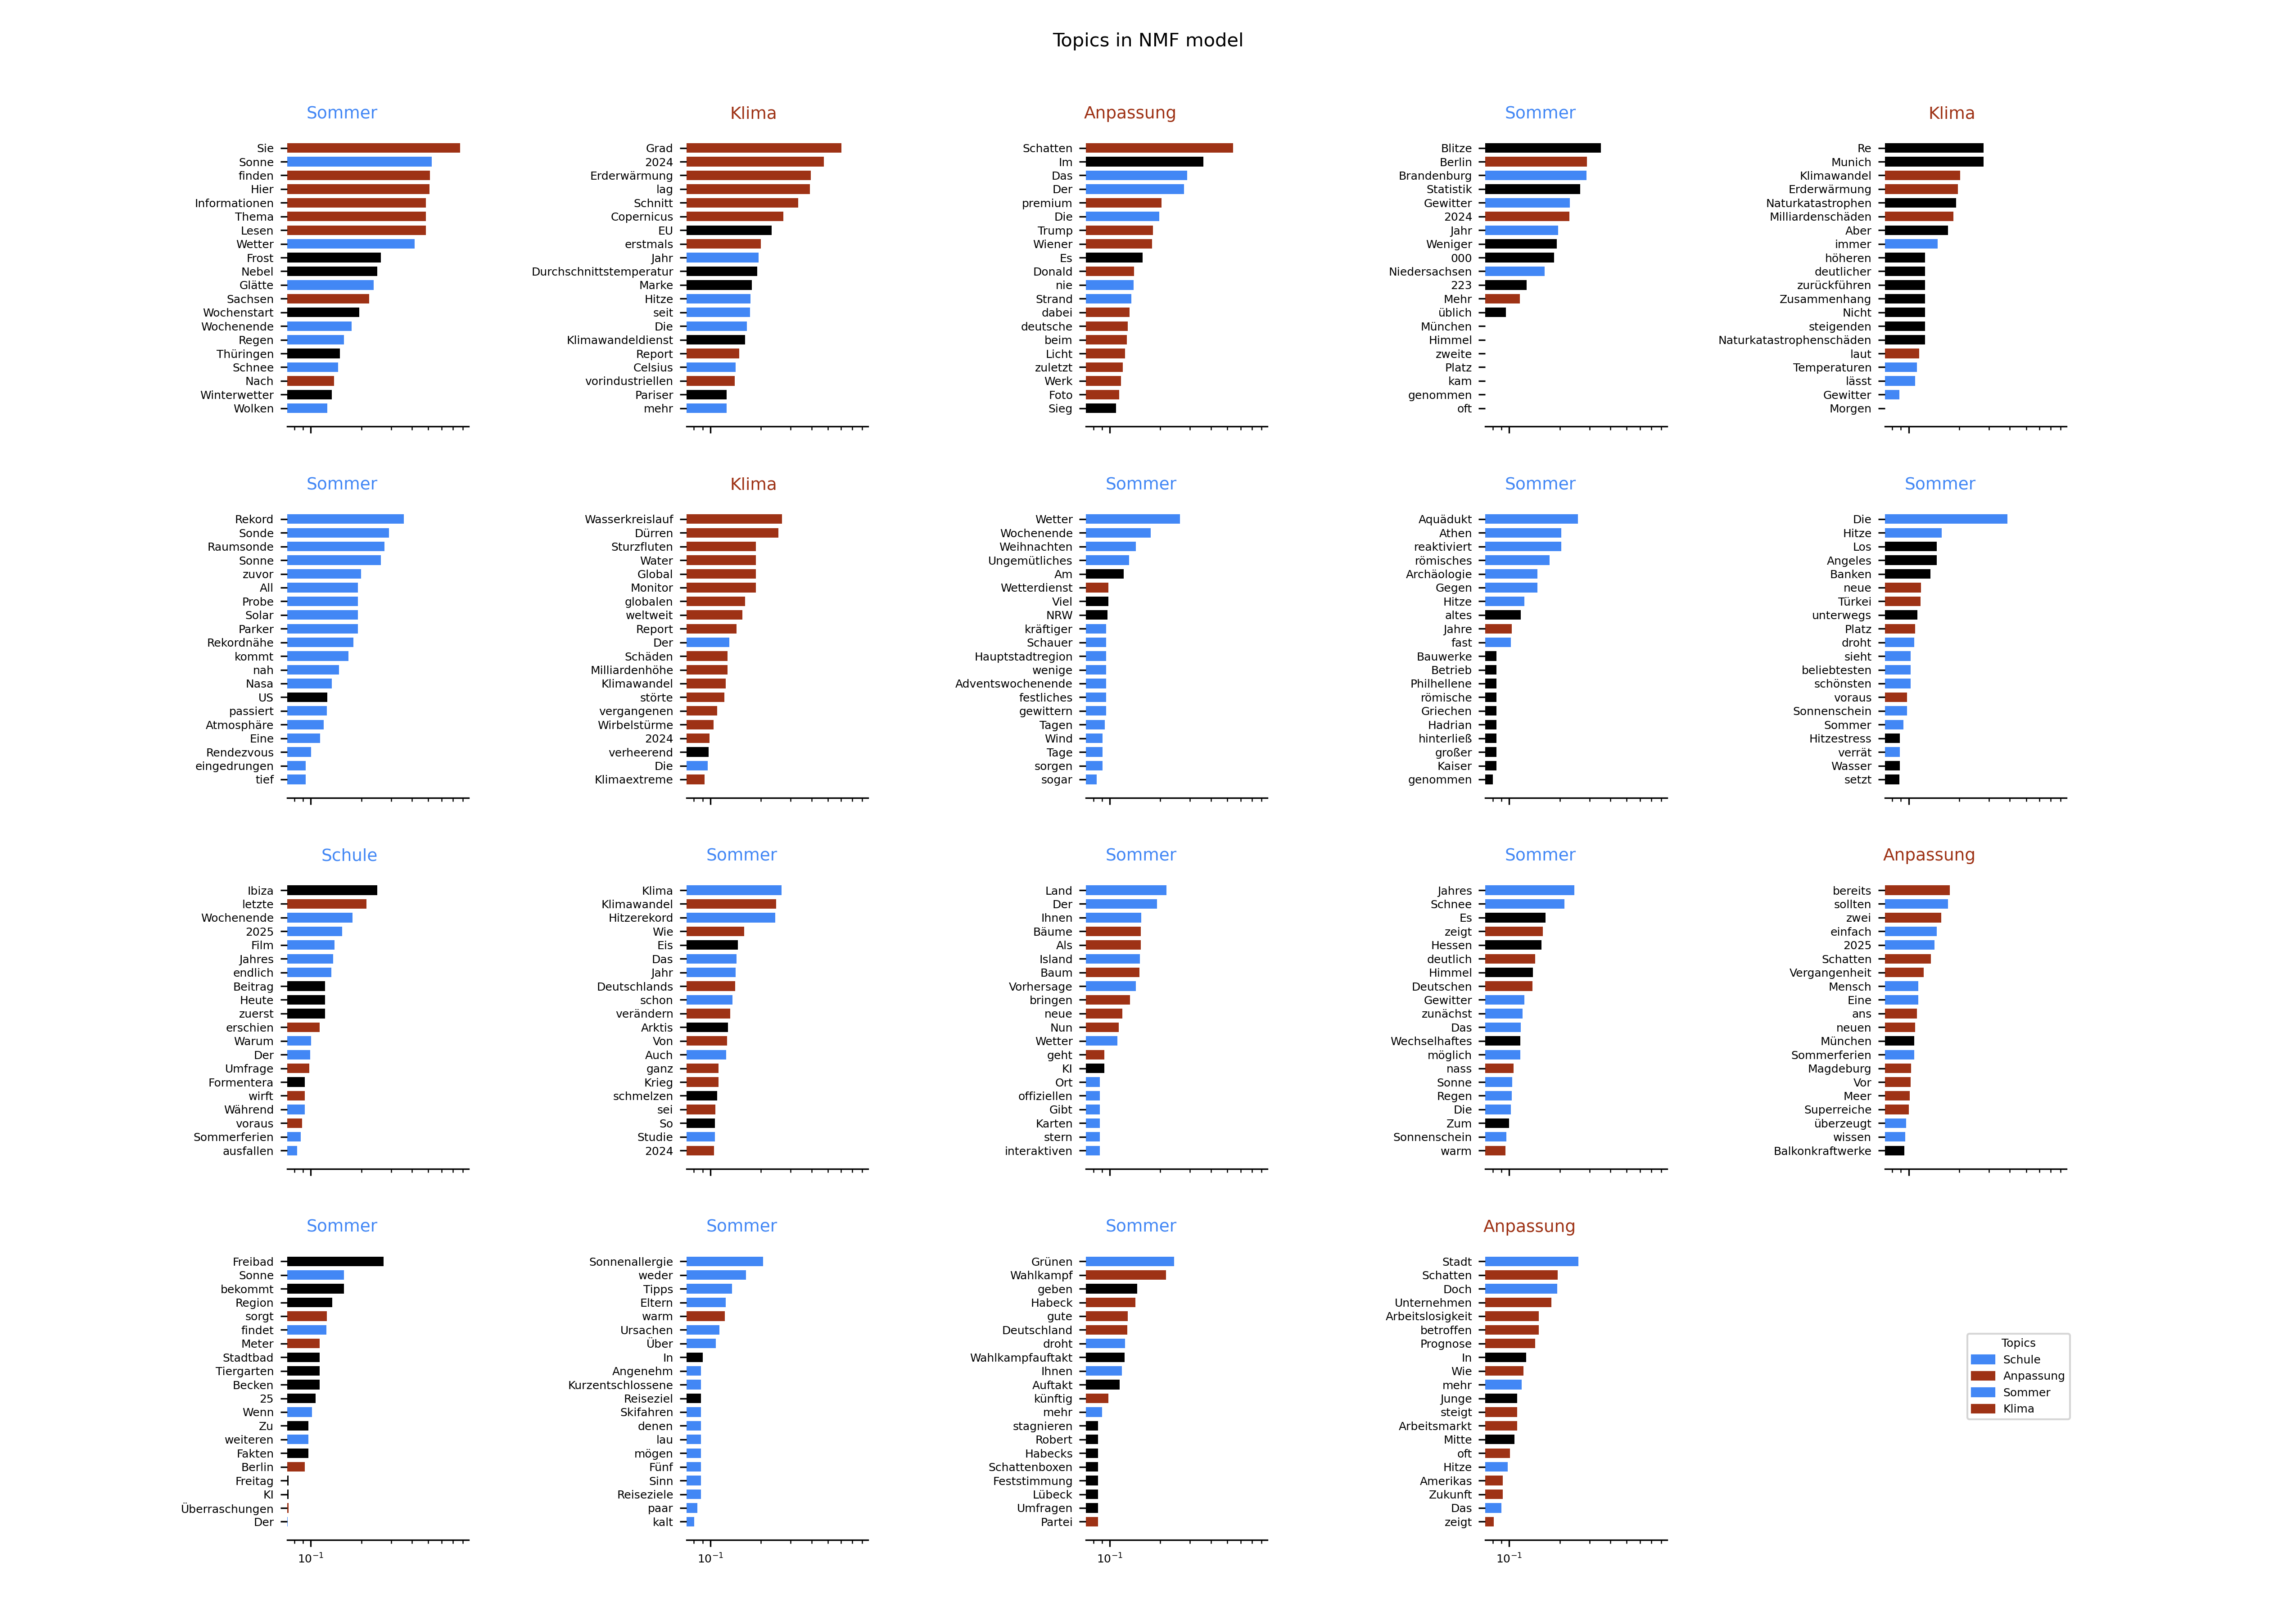 Topics in NMF model
Sommer
Sie
Sonne
finden
Hier
Informationen
Thema
Lesen
Wetter
Frost
Nebel
Glätte
Sachsen
Wochenstart
Wochenende
Regen
Thüringen
Schnee
Nach
Winterwetter
Wolken
Klima
Grad
2024
Erderwärmung
lag
Schnitt
Copernicus
EU
erstmals
Jahr
Durchschnittstemperatur
Marke
Hitze
seit
Die
Klimawandeldienst
Report
Celsius
vorindustriellen
Pariser
mehr
Anpassung
Schatten
Im
Das
Der
premium
Die
Trump
Wiener
Es
Donald
nie
Strand
dabei
deutsche
beim
Licht
zuletzt
Werk
Foto
Sieg
Sommer
Blitze
Berlin
Brandenburg
Statistik
Gewitter
2024
Jahr
Weniger
000
Niedersachsen
223
Mehr
üblich
München
Himmel
zweite
Platz
kam
genommen
oft
Klima
Re
Munich
Klimawandel
Erderwärmung
Naturkatastrophen
Milliardenschäden
Aber
immer
höheren
deutlicher
zurückführen
Zusammenhang
Nicht
steigenden
Naturkatastrophenschäden
laut
Temperaturen
lässt
Gewitter
Morgen
Sommer
Rekord
Sonde
Raumsonde
Sonne
zuvor
All
Probe
Solar
Parker
Rekordnähe
kommt
nah
Nasa
US
passiert
Atmosphäre
Eine
Rendezvous
eingedrungen
tief
Klima
Wasserkreislauf
Dürren
Sturzfluten
Water
Global
Monitor
globalen
weltweit
Report
Der
Schäden
Milliardenhöhe
Klimawandel
störte
vergangenen
Wirbelstürme
2024
verheerend
Die
Klimaextreme
Sommer
Wetter
Wochenende
Weihnachten
Ungemütliches
Am
Wetterdienst
Viel
NRW
kräftiger
Schauer
Hauptstadtregion
wenige
Adventswochenende
festliches
gewittern
Tagen
Wind
Tage
sorgen
sogar
Sommer
Aquädukt
Athen
reaktiviert
römisches
Archäologie
Gegen
Hitze
altes
Jahre
fast
Bauwerke
Betrieb
Philhellene
römische
Griechen
Hadrian
hinterließ
großer
Kaiser
genommen
Sommer
Die
Hitze
Los
Angeles
Banken
neue
Türkei
unterwegs
Platz
droht
sieht
beliebtesten
schönsten
voraus
Sonnenschein
Sommer
Hitzestress
verrät
Wasser
setzt
Schule
Ibiza
letzte
Wochenende
2025
Film
Jahres
endlich
Beitrag
Heute
zuerst
erschien
Warum
Der
Umfrage
Formentera
wirft
Während
voraus
Sommerferien
ausfallen
Sommer
Klima
Klimawandel
Hitzerekord
Wie
Eis
Das
Jahr
Deutschlands
schon
verändern
Arktis
Von
Auch
ganz
Krieg
schmelzen
sei
So
Studie
2024
Sommer
Land
Der
Ihnen
Bäume
Als
Island
Baum
Vorhersage
bringen
neue
Nun
Wetter
geht
KI
Ort
offiziellen
Gibt
Karten
stern
interaktiven
Sommer
Jahres
Schnee
Es
zeigt
Hessen
deutlich
Himmel
Deutschen
Gewitter
zunächst
Das
Wechselhaftes
möglich
nass
Sonne
Regen
Die
Zum
Sonnenschein
warm
Anpassung
bereits
sollten
zwei
einfach
2025
Schatten
Vergangenheit
Mensch
Eine
ans
neuen
München
Sommerferien
Magdeburg
Vor
Meer
Superreiche
überzeugt
wissen
Balkonkraftwerke
Sommer
Freibad
Sonne
bekommt
Region
sorgt
findet
Meter
Stadtbad
Tiergarten
Becken
25
Wenn
Zu
weiteren
Fakten
Berlin
Freitag
KI
Überraschungen
Der
10⁻¹
Sommer
Sonnenallergie
weder
Tipps
Eltern
warm
Ursachen
Über
In
Angenehm
Kurzentschlossene
Reiseziel
Skifahren
denen
lau
mögen
Fünf
Sinn
Reiseziele
paar
kalt
10⁻¹
Sommer
Grünen
Wahlkampf
geben
Habeck
gute
Deutschland
droht
Wahlkampfauftakt
Ihnen
Auftakt
künftig
mehr
stagnieren
Robert
Habecks
Schattenboxen
Feststimmung
Lübeck
Umfragen
Partei
10⁻¹
Anpassung
Stadt
Schatten
Doch
Unternehmen
Arbeitslosigkeit
betroffen
Prognose
In
Wie
mehr
Junge
steigt
Arbeitsmarkt
Mitte
oft
Hitze
Amerikas
Zukunft
Das
zeigt
10⁻¹
Topics
Schule
Anpassung
Sommer
Klima